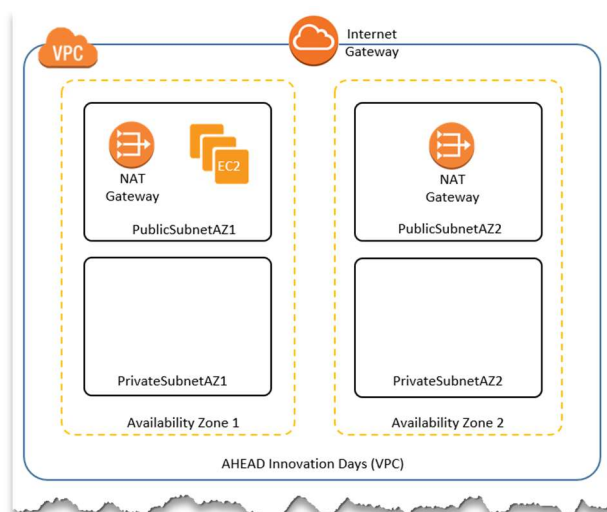 Internet
Gateway
VPC
NAT
Gateway
EC2
PublicSubnetAZ1
NAT
Gateway
PublicSubnetAZ2
PrivateSubnetAZ1
PrivateSubnetAZ2
Availability Zone 1
Availability Zone 2
AHEAD Innovation Days (VPC)